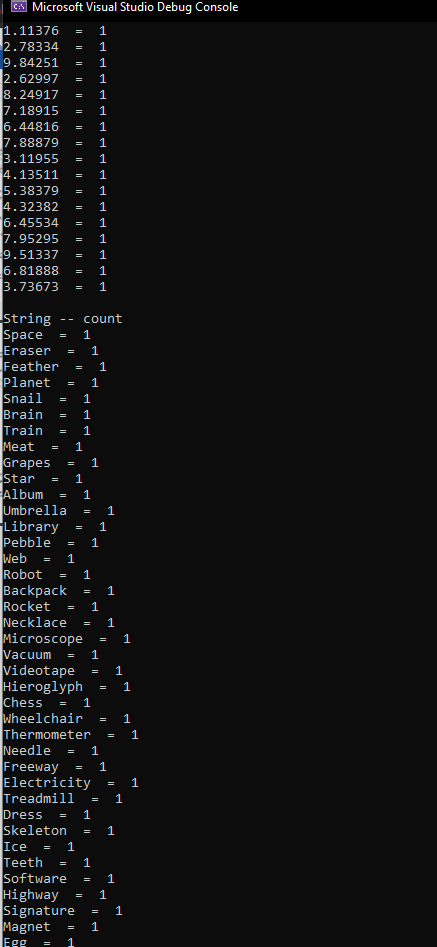 Microsoft Visual Studio Debug Console
1.11376  =  1
2.78334  =  1
9.84251  =  1
2.62997  =  1
8.24917  =  1
7.18915  =  1
6.44816  =  1
7.88879  =  1
3.11955  =  1
4.13511  =  1
5.38379  =  1
4.32382  =  1
6.45534  =  1
7.95295  =  1
9.51337  =  1
6.81888  =  1
3.73673  =  1
String -- count
Space  =  1
Eraser  =  1
Feather  =  1
Planet  =  1
Snail  =  1
Brain  =  1
Train  =  1
Meat  =  1
Grapes  =  1
Star  =  1
Album  =  1
Umbrella  =  1
Library  =  1
Pebble  =  1
Web  =  1
Robot  =  1
Backpack  =  1
Rocket  =  1
Necklace  =  1
Microscope  =  1
Vacuum  =  1
Videotape  =  1
Hieroglyph  =  1
Chess  =  1
Wheelchair  =  1
Thermometer  =  1
Needle  =  1
Freeway  =  1
Electricity  =  1
Treadmill  =  1
Dress  =  1
Skeleton  =  1
Ice  =  1
Teeth  =  1
Software  =  1
Highway  =  1
Signature  =  1
Magnet  =  1
Egg  =  1